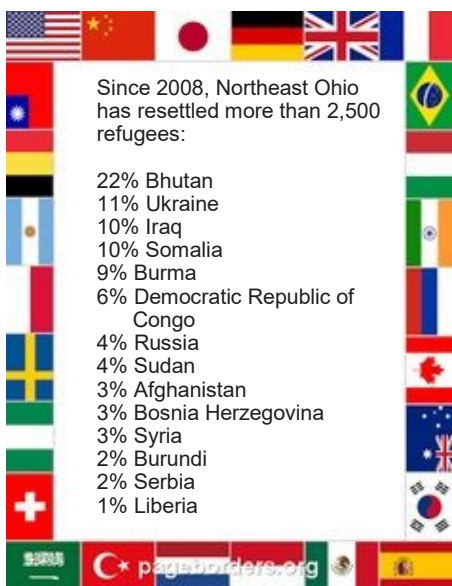 Since 2008, Northeast Ohio
has resettled more than 2,500
refugees:
22% Bhutan
11% Ukraine
10% Iraq
10% Somalia
9% Burma
6% Democratic Republic of
Congo
4% Russia
4% Sudan
3% Afghanistan
3% Bosnia Herzegovina
3% Syria
2% Burundi
2% Serbia
1% Liberia
pageborders.org